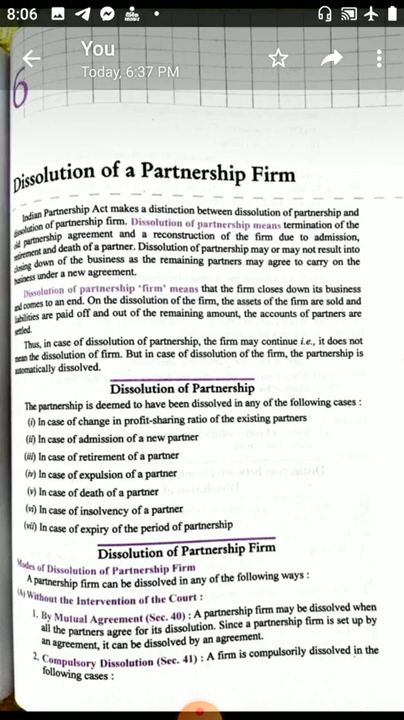 8:06
You
Today, 6:37 PM
6
Dissolution of a Partnership Firm
Indian Partnership Act makes a distinction between dissolution of partnership and
dissolution of partnership firm. Dissolution of partnership means termination of the
old partnership agreement and a reconstruction of the firm due to admission,
retirement and death of a partner. Dissolution of partnership may or may not result into
closing down of the business as the remaining partners may agree to carry on the
business under a new agreement.
Dissolution of partnership ‘firm’ means that the firm closes down its business
and comes to an end. On the dissolution of the firm, the assets of the firm are sold and
liabilities are paid off and out of the remaining amount, the accounts of partners are
settled.
Thus, in case of dissolution of partnership, the firm may continue i.e., it does not
mean the dissolution of firm. But in case of dissolution of the firm, the partnership is
automatically dissolved.
Dissolution of Partnership
The partnership is deemed to have been dissolved in any of the following cases :
(i) In case of change in profit-sharing ratio of the existing partners
(ii) In case of admission of a new partner
(iii) In case of retirement of a partner
(iv) In case of expulsion of a partner
(v) In case of death of a partner
(vi) In case of insolvency of a partner
(vii) In case of expiry of the period of partnership
Dissolution of Partnership Firm
Modes of Dissolution of Partnership Firm
A partnership firm can be dissolved in any of the following ways :
(A) Without the Intervention of the Court :
1. By Mutual Agreement (Sec. 40) : A partnership firm may be dissolved when
all the partners agree for its dissolution. Since a partnership firm is set up by
an agreement, it can be dissolved by an agreement.
2. Compulsory Dissolution (Sec. 41) : A firm is compulsorily dissolved in the
following cases :